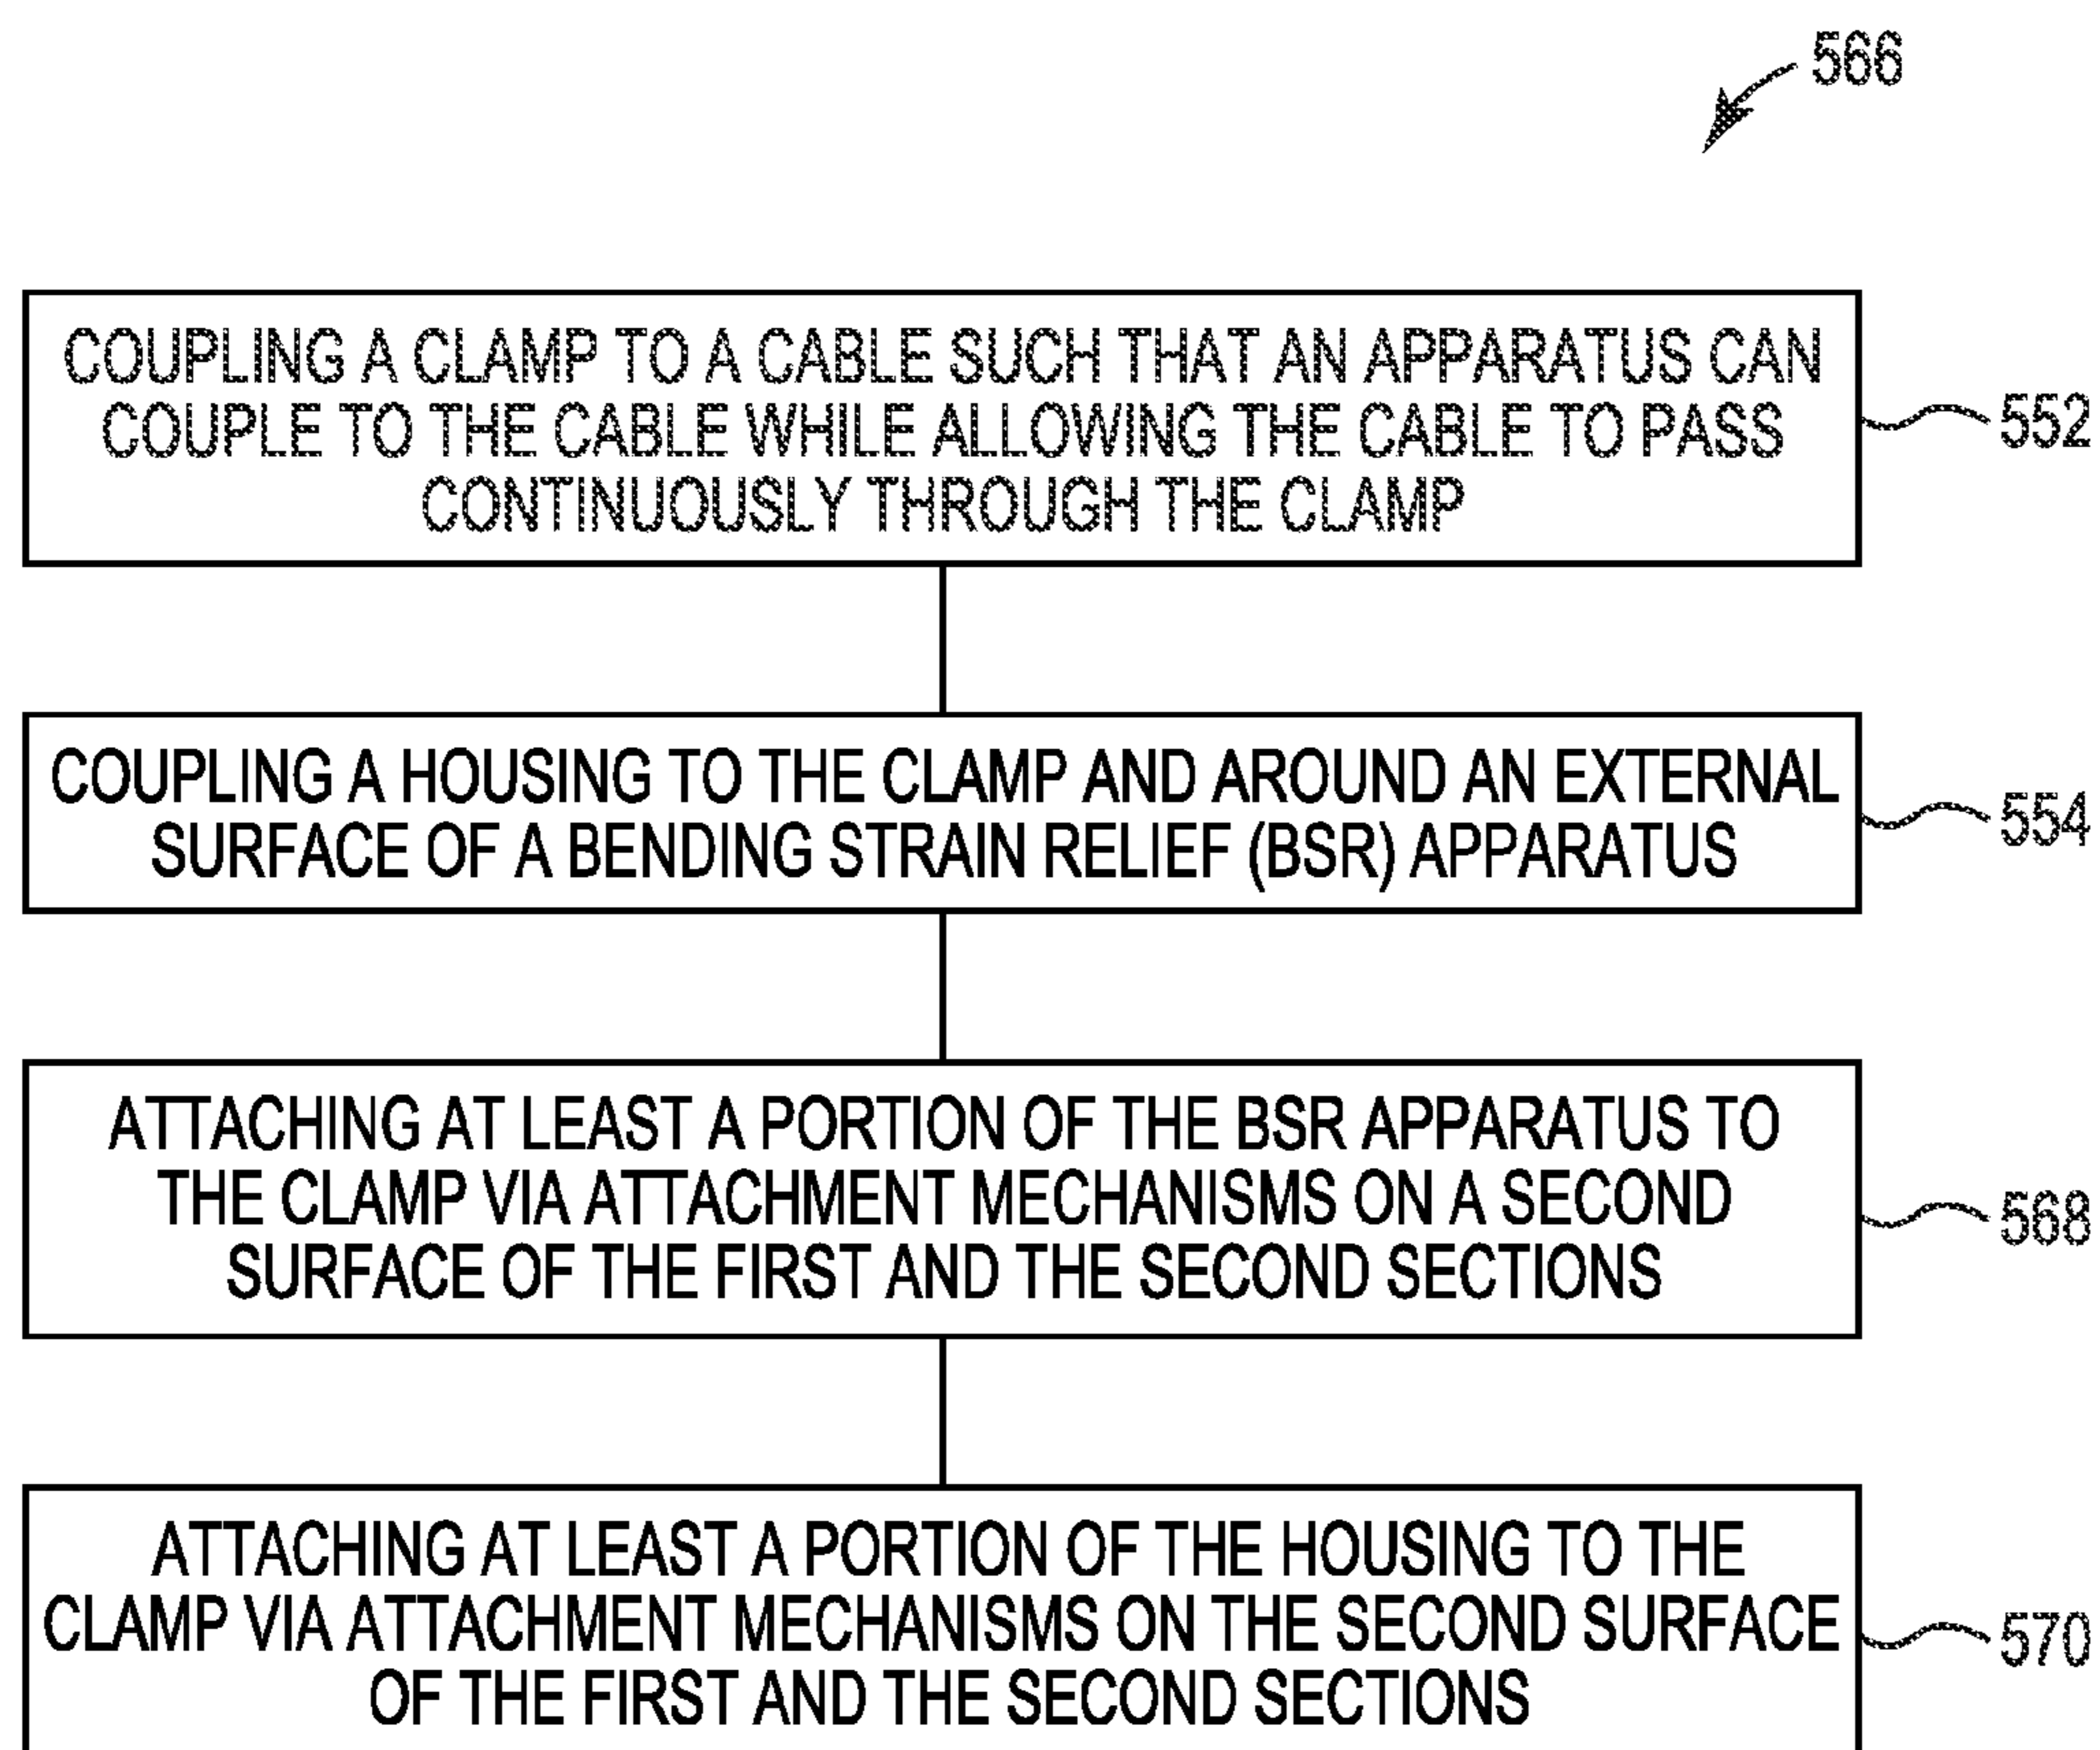 566
COUPLING A CLAMP TO A CABLE SUCH THAT AN APPARATUS CAN
COUPLE TO THE CABLE WHILE ALLOWING THE CABLE TO PASS
CONTINUOUSLY THROUGH THE CLAMP
552
COUPLING A HOUSING TO THE CLAMP AND AROUND AN EXTERNAL
SURFACE OF A BENDING STRAIN RELIEF (BSR) APPARATUS
554
ATTACHING AT LEAST A PORTION OF THE BSR APPARATUS TO
THE CLAMP VIA ATTACHMENT MECHANISMS ON A SECOND
SURFACE OF THE FIRST AND THE SECOND SECTIONS
568
ATTACHING AT LEAST A PORTION OF THE HOUSING TO THE
CLAMP VIA ATTACHMENT MECHANISMS ON THE SECOND SURFACE
OF THE FIRST AND THE SECOND SECTIONS
570